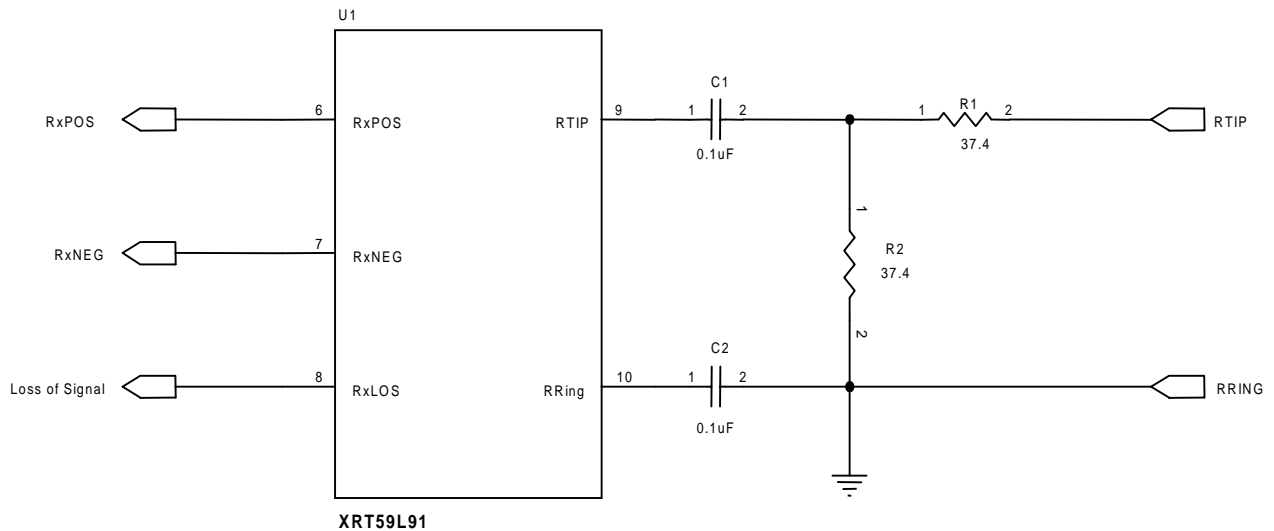 U1
C1
R1
6
9
1
2
1
2
RxPOS
RxPOS
RTIP
RTIP
0.1uF
37.4
1
7
RxNEG
RxNEG
R2
37.4
2
C2
8
10
1
2
Loss of Signal
RxLOS
RRing
RRING
0.1uF
XRT59L91